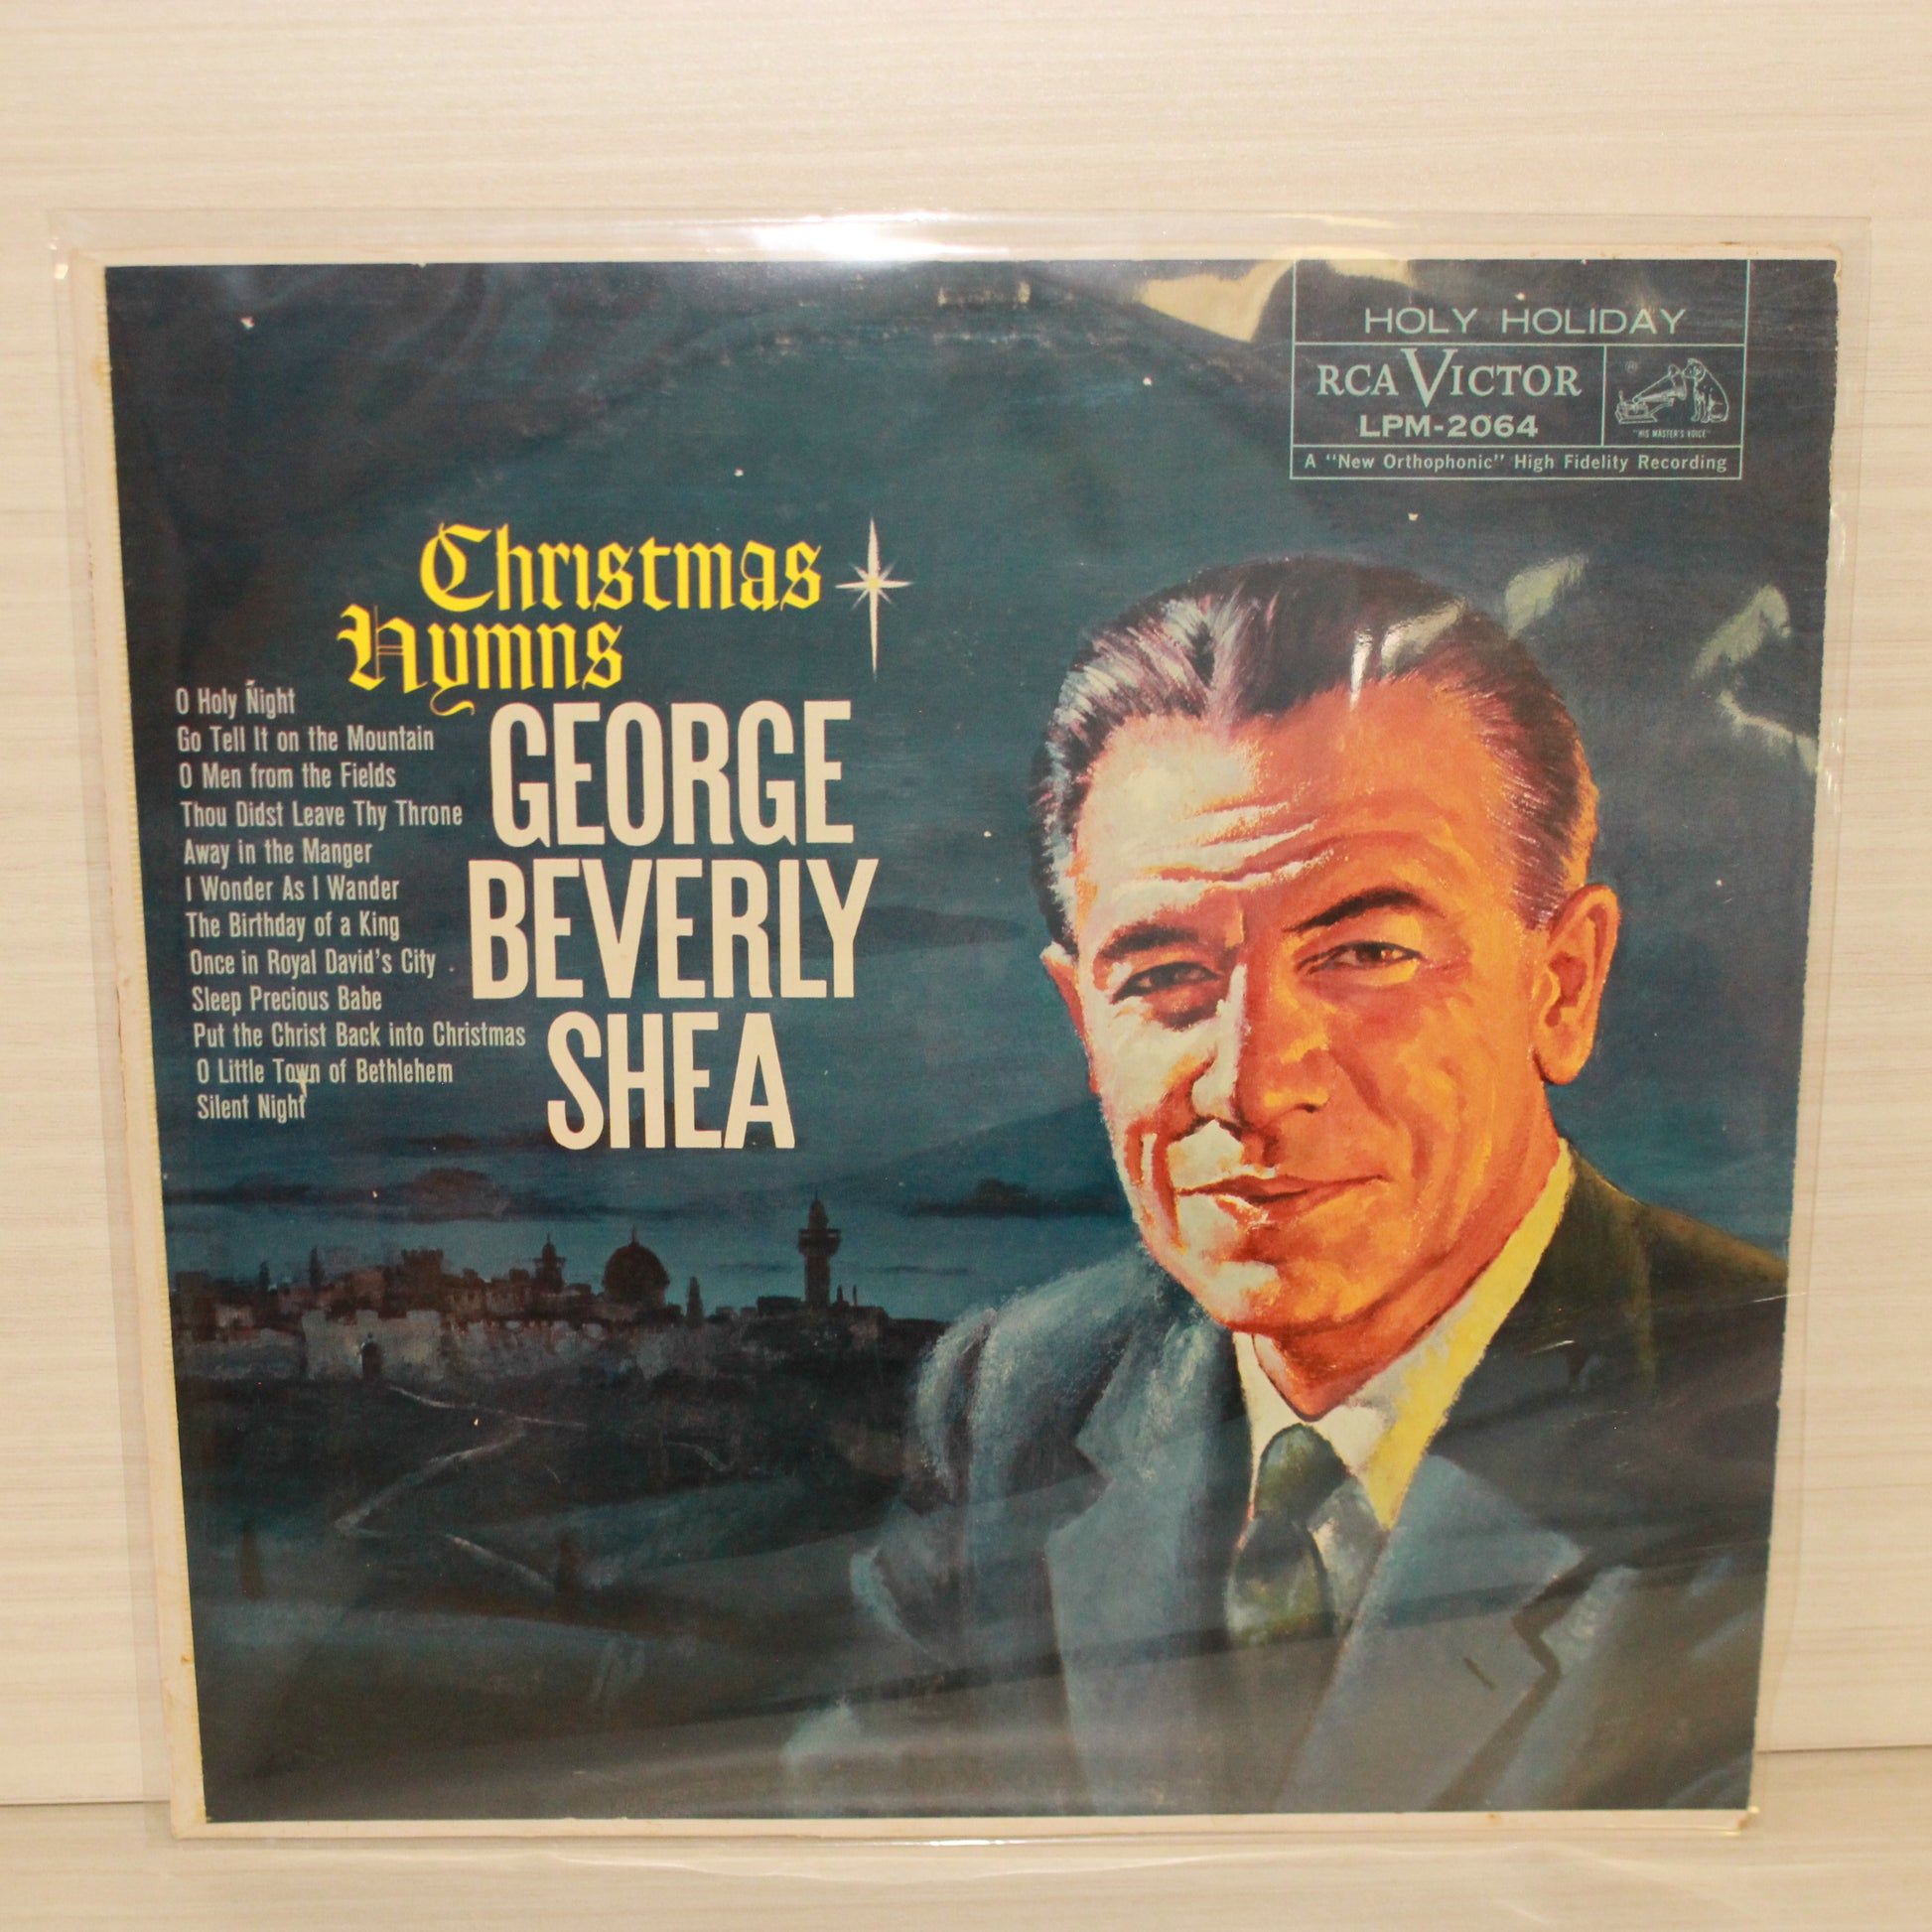 HOLY HOLIDAY
RCA VICTOR
LPM-2064
®
"HIS MASTER'S VOICE"
A "New Orthophonic" High Fidelity Recording
Christmas
Hymns
GEORGE
BEVERLY
SHEA
O Holy Night
Go Tell It on the Mountain
O Men from the Fields
Thou Didst Leave Thy Throne
Away in the Manger
I Wonder As I Wander
The Birthday of a King
Once in Royal David's City
Sleep Precious Babe
Put the Christ Back into Christmas
O Little Town of Bethlehem
Silent Night